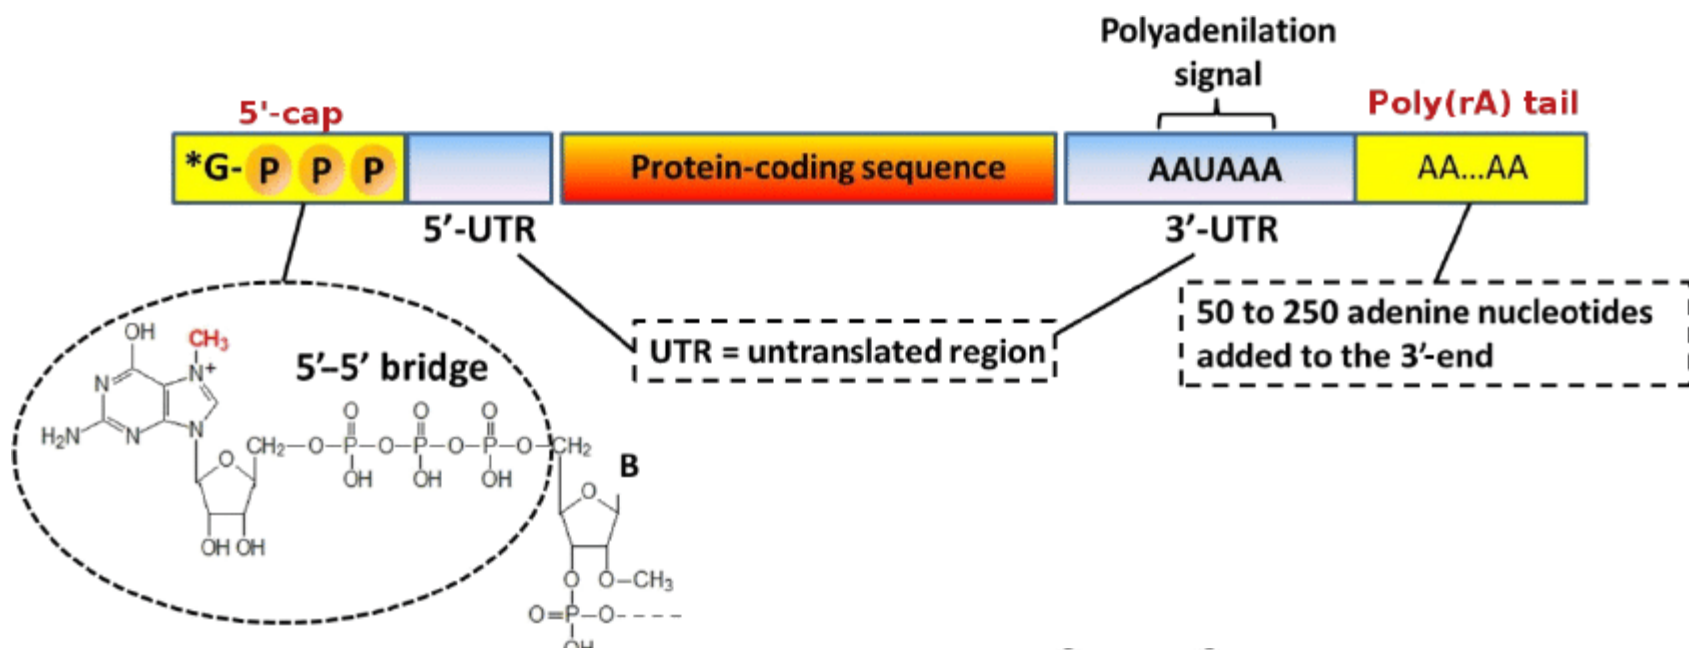 Polyadenilation
signal
5'-cap
Poly(rA) tail
*G- P P P
Protein-coding sequence
AAUAAA
AA...AA
5′-UTR
3′-UTR
UTR = untranslated region
50 to 250 adenine nucleotides
added to the 3′-end
5′–5′ bridge
OH
CH3
N
N+
H2N
N
N
O
CH2–O–P–O–P–O–P–O–CH2
O
O
O
OH
OH
OH
OH OH
B
O
O
O–CH3
O=P–O----
OH